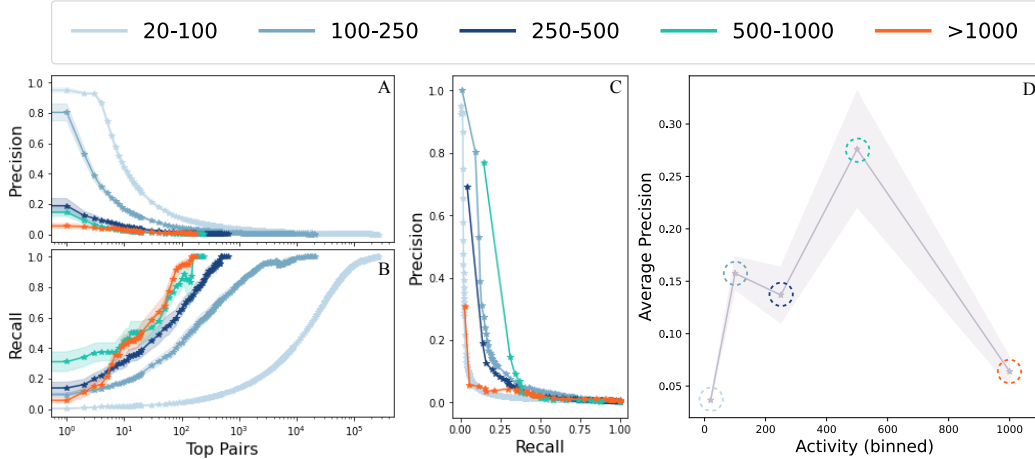 20-100 100-250 250-500 500-1000 >1000
A
Precision
1.0
0.8
0.6
0.4
0.2
0.0
B
Recall
1.0
0.8
0.6
0.4
0.2
0.0
10⁰ 10¹ 10² 10³ 10⁴ 10⁵
Top Pairs
C
Precision
1.0
0.8
0.6
0.4
0.2
0.0
0.00 0.25 0.50 0.75 1.00
Recall
D
Average Precision
0.30
0.25
0.20
0.15
0.10
0.05
0 200 400 600 800 1000
Activity (binned)